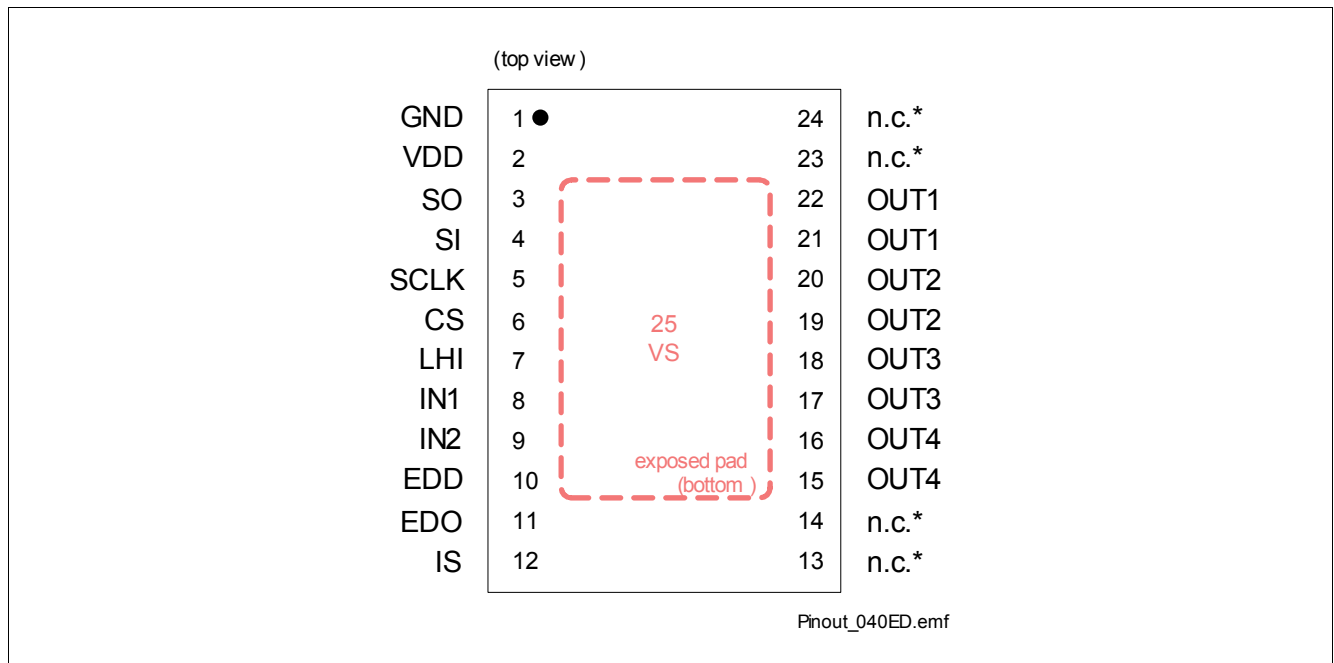 (top view )
GND 1 24 n.c.*
VDD 2 23 n.c.*
SO 3 22 OUT1
SI 4 21 OUT1
SCLK 5 20 OUT2
CS 6 25 19 OUT2
LHI 7 VS 18 OUT3
IN1 8 17 OUT3
IN2 9 16 OUT4
exposed pad
EDD 10 (bottom ) 15 OUT4
EDO 11 14 n.c.*
IS 12 13 n.c.*
Pinout_040ED.emf